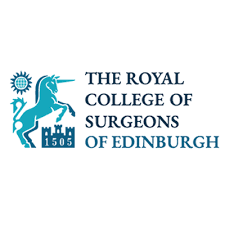 THE ROYAL
COLLEGE OF
SURGEONS
OF EDINBURGH
1505